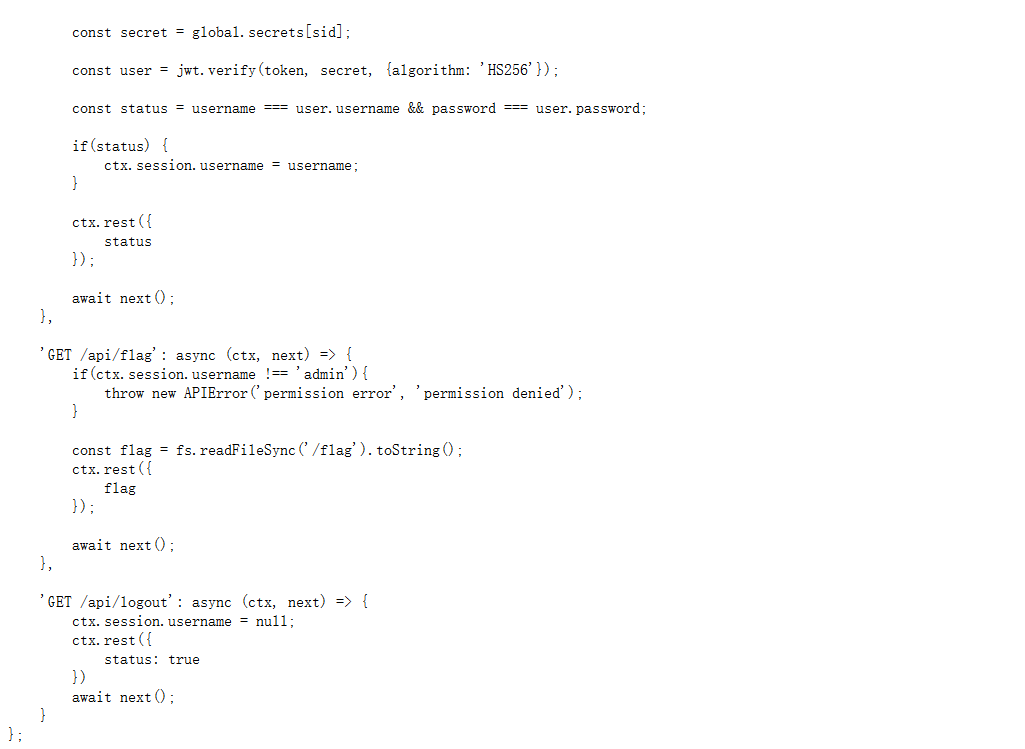 const secret = global.secrets[sid];
const user = jwt.verify(token, secret, {algorithm: 'HS256'});
const status = username === user.username && password === user.password;
if(status) {
ctx.session.username = username;
}
ctx.rest({
status
});
await next();
},
'GET /api/flag': async (ctx, next) => {
if(ctx.session.username !== 'admin'){
throw new APIError('permission error', 'permission denied');
}
const flag = fs.readFileSync('/flag').toString();
ctx.rest({
flag
});
await next();
},
'GET /api/logout': async (ctx, next) => {
ctx.session.username = null;
ctx.rest({
status: true
})
await next();
}
};